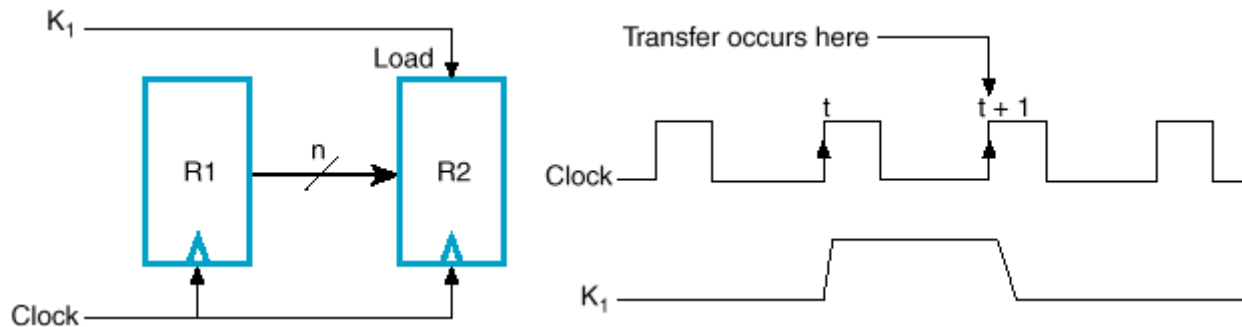 K₁
Load
R1
n
R2
Clock
Transfer occurs here
t
t + 1
Clock
K₁